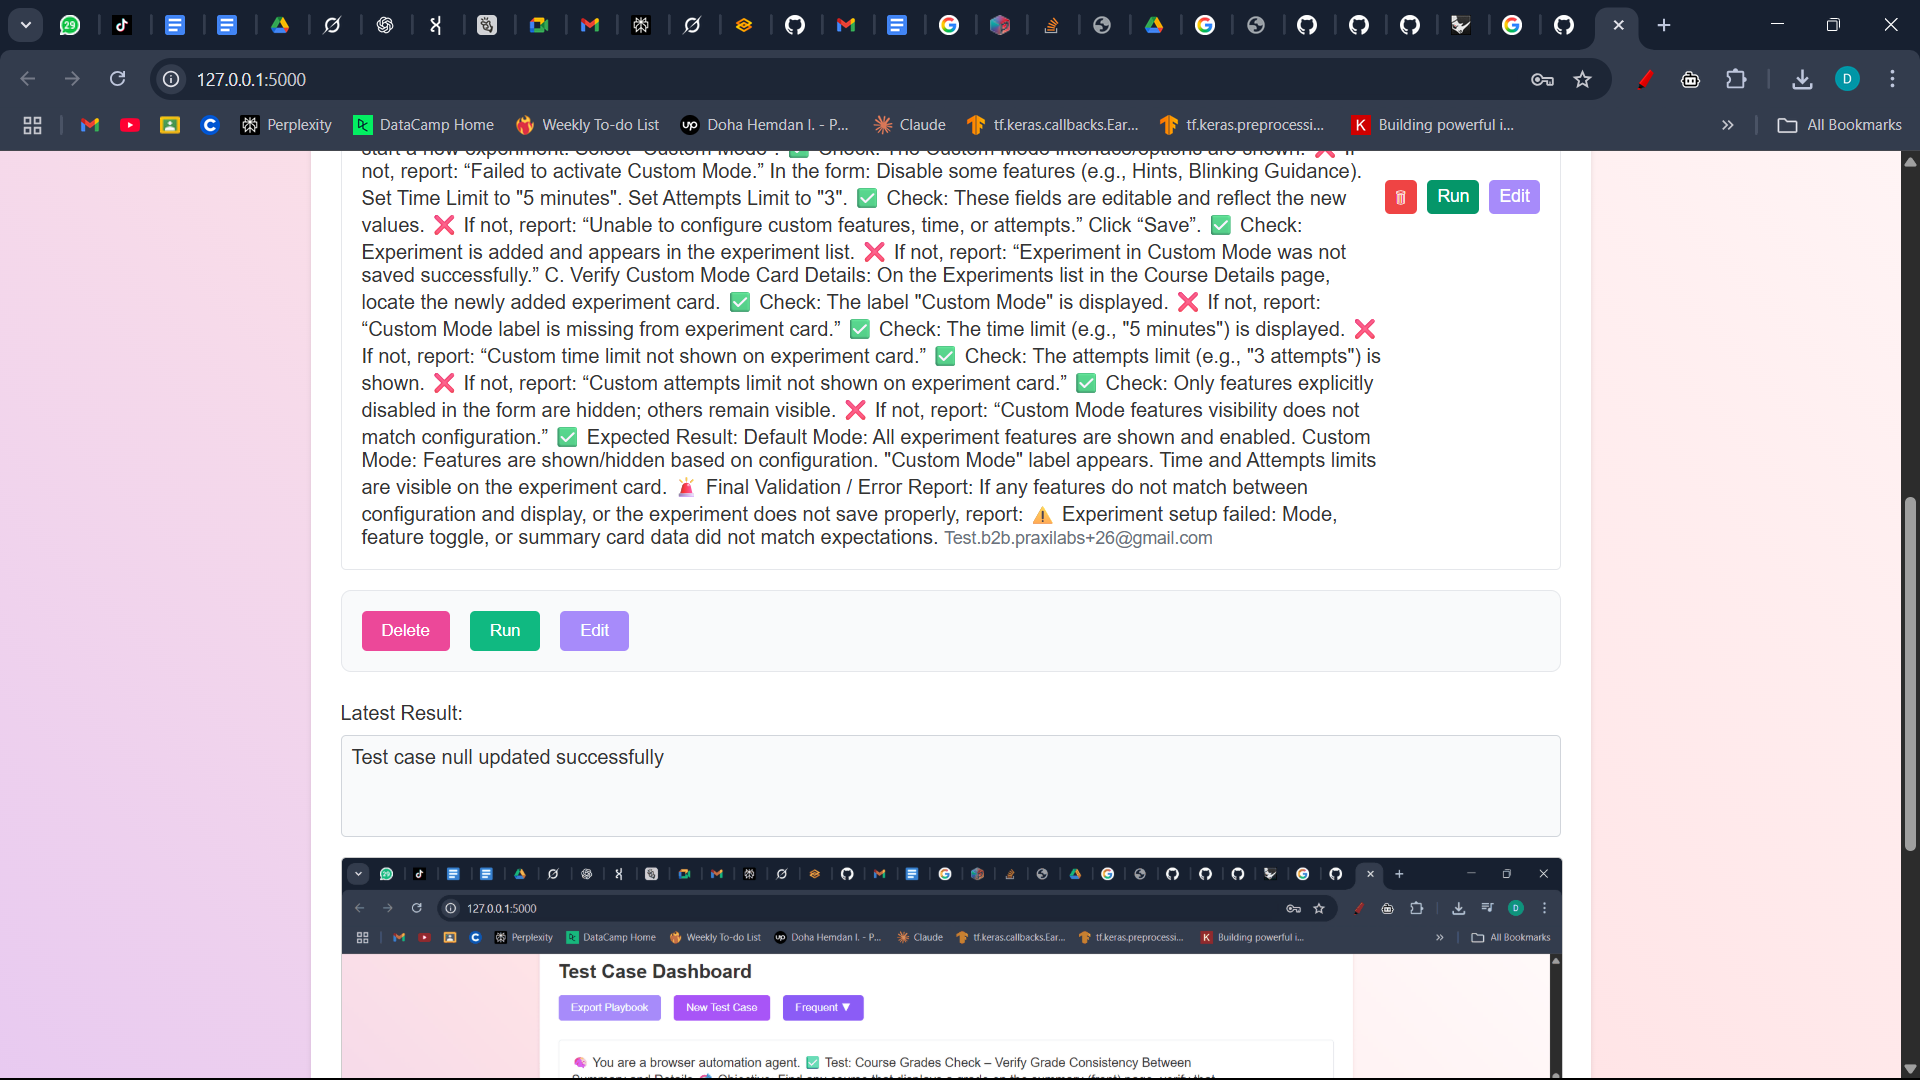 29
127.0.0.1:5000
D
Perplexity
DataCamp Home
Weekly To-do List
Doha Hemdan I. - P...
Claude
tf.keras.callbacks.Ear...
tf.keras.preprocessi...
Building powerful i...
All Bookmarks
start a new experiment. Select "Custom Mode". ✅ Check: The Custom Mode interface/options are shown. ❌ If
not, report: “Failed to activate Custom Mode.” In the form: Disable some features (e.g., Hints, Blinking Guidance).
Set Time Limit to "5 minutes". Set Attempts Limit to "3". ✅ Check: These fields are editable and reflect the new
values. ❌ If not, report: “Unable to configure custom features, time, or attempts.” Click “Save”. ✅ Check:
Experiment is added and appears in the experiment list. ❌ If not, report: “Experiment in Custom Mode was not
saved successfully.” C. Verify Custom Mode Card Details: On the Experiments list in the Course Details page,
locate the newly added experiment card. ✅ Check: The label "Custom Mode" is displayed. ❌ If not, report:
“Custom Mode label is missing from experiment card.” ✅ Check: The time limit (e.g., "5 minutes") is displayed. ❌
If not, report: “Custom time limit not shown on experiment card.” ✅ Check: The attempts limit (e.g., "3 attempts") is
shown. ❌ If not, report: “Custom attempts limit not shown on experiment card.” ✅ Check: Only features explicitly
disabled in the form are hidden; others remain visible. ❌ If not, report: “Custom Mode features visibility does not
match configuration.” ✅ Expected Result: Default Mode: All experiment features are shown and enabled. Custom
Mode: Features are shown/hidden based on configuration. "Custom Mode" label appears. Time and Attempts limits
are visible on the experiment card. 🚨 Final Validation / Error Report: If any features do not match between
configuration and display, or the experiment does not save properly, report: ⚠️ Experiment setup failed: Mode,
feature toggle, or summary card data did not match expectations. Test.b2b.praxilabs+26@gmail.com
Run
Edit
Delete
Run
Edit
Latest Result:
Test case null updated successfully
127.0.0.1:5000
D
Perplexity
DataCamp Home
Weekly To-do List
Doha Hemdan I. - P...
Claude
tf.keras.callbacks.Ear...
tf.keras.preprocessi...
Building powerful i...
All Bookmarks
Test Case Dashboard
Export Playbook
New Test Case
Frequent ▼
You are a browser automation agent. ✅ Test: Course Grades Check – Verify Grade Consistency Between